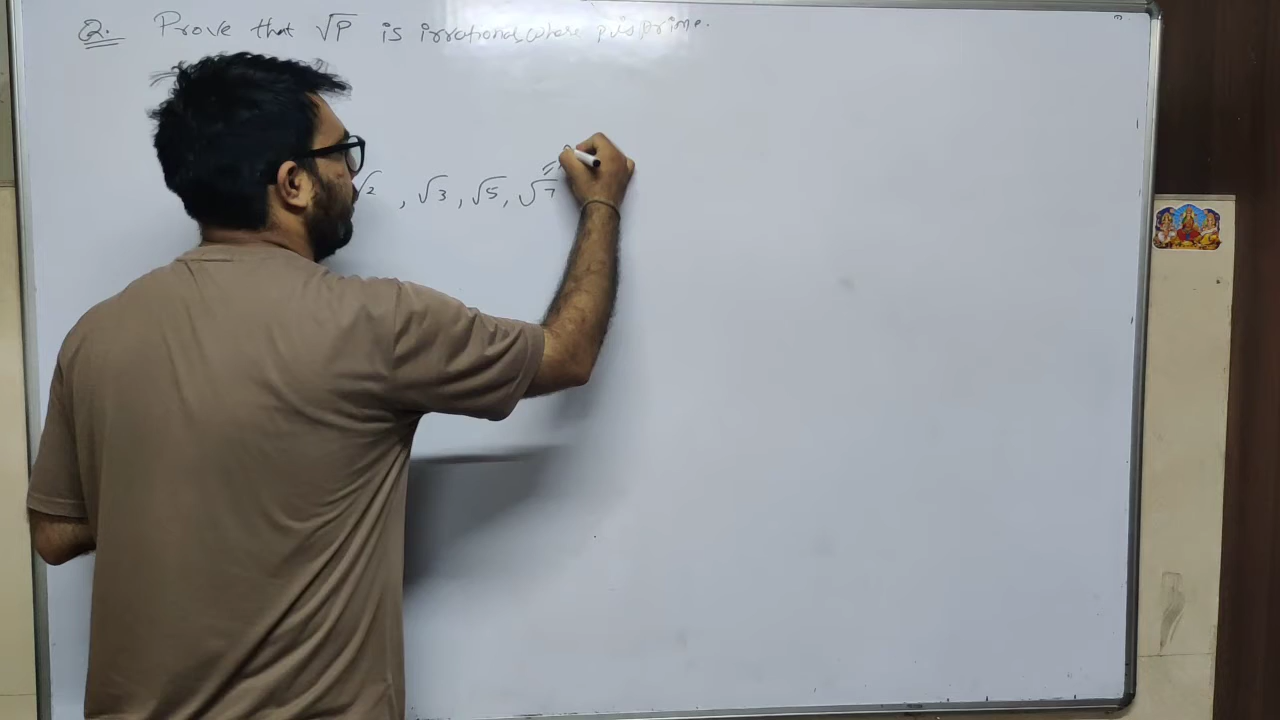 Q. Prove that √P is irrational, where p is prime.
√2, √3, √5, √7